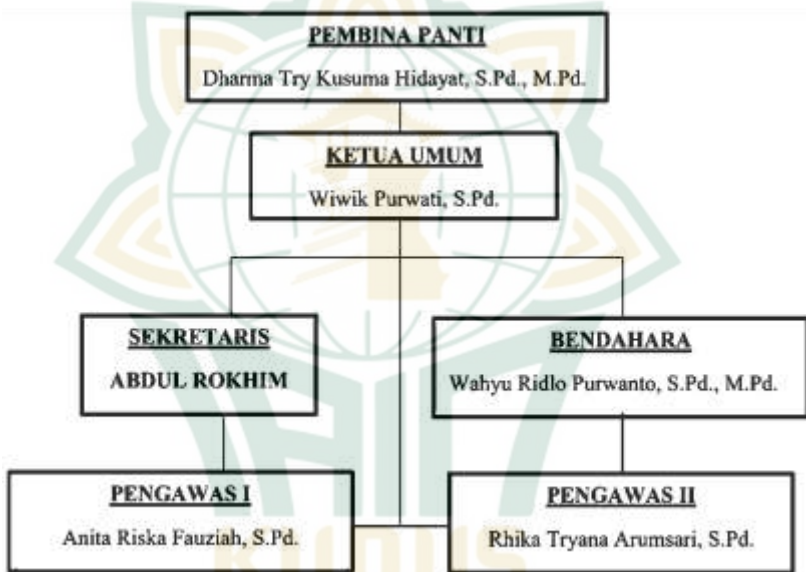 PEMBINA PANTI
Dharma Try Kusuma Hidayat, S.Pd., M.Pd.
KETUA UMUM
Wiwik Purwati, S.Pd.
SEKRETARIS
ABDUL ROKHIM
BENDAHARA
Wahyu Ridlo Purwanto, S.Pd., M.Pd.
PENGAWAS I
Anita Riska Fauziah, S.Pd.
PENGAWAS II
Rhika Tryana Arumsari, S.Pd.
KUDUS